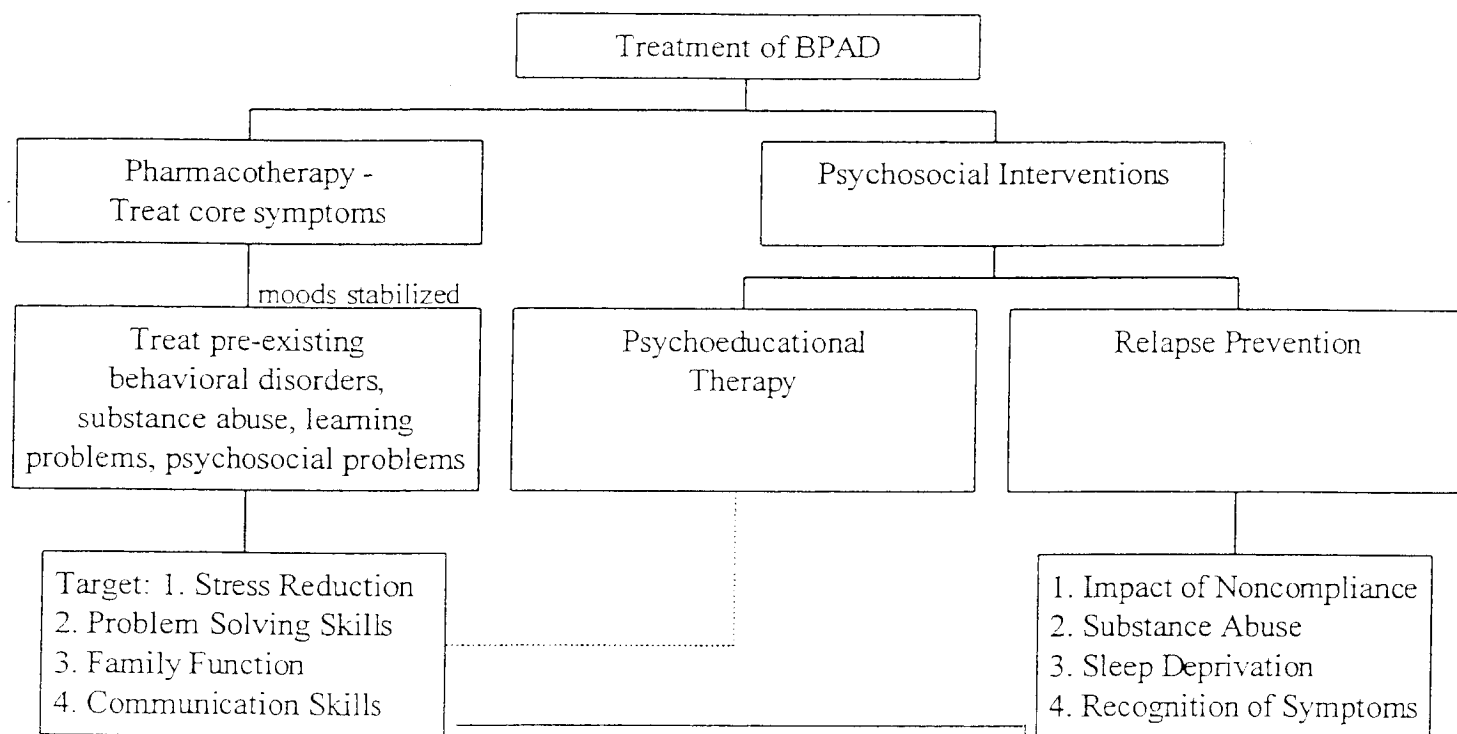 Treatment of BPAD
Pharmacotherapy -
Treat core symptoms
Psychosocial Interventions
moods stabilized
Treat pre-existing
behavioral disorders,
substance abuse, learning
problems, psychosocial problems
Psychoeducational
Therapy
Relapse Prevention
Target: 1. Stress Reduction
2. Problem Solving Skills
3. Family Function
4. Communication Skills
1. Impact of Noncompliance
2. Substance Abuse
3. Sleep Deprivation
4. Recognition of Symptoms